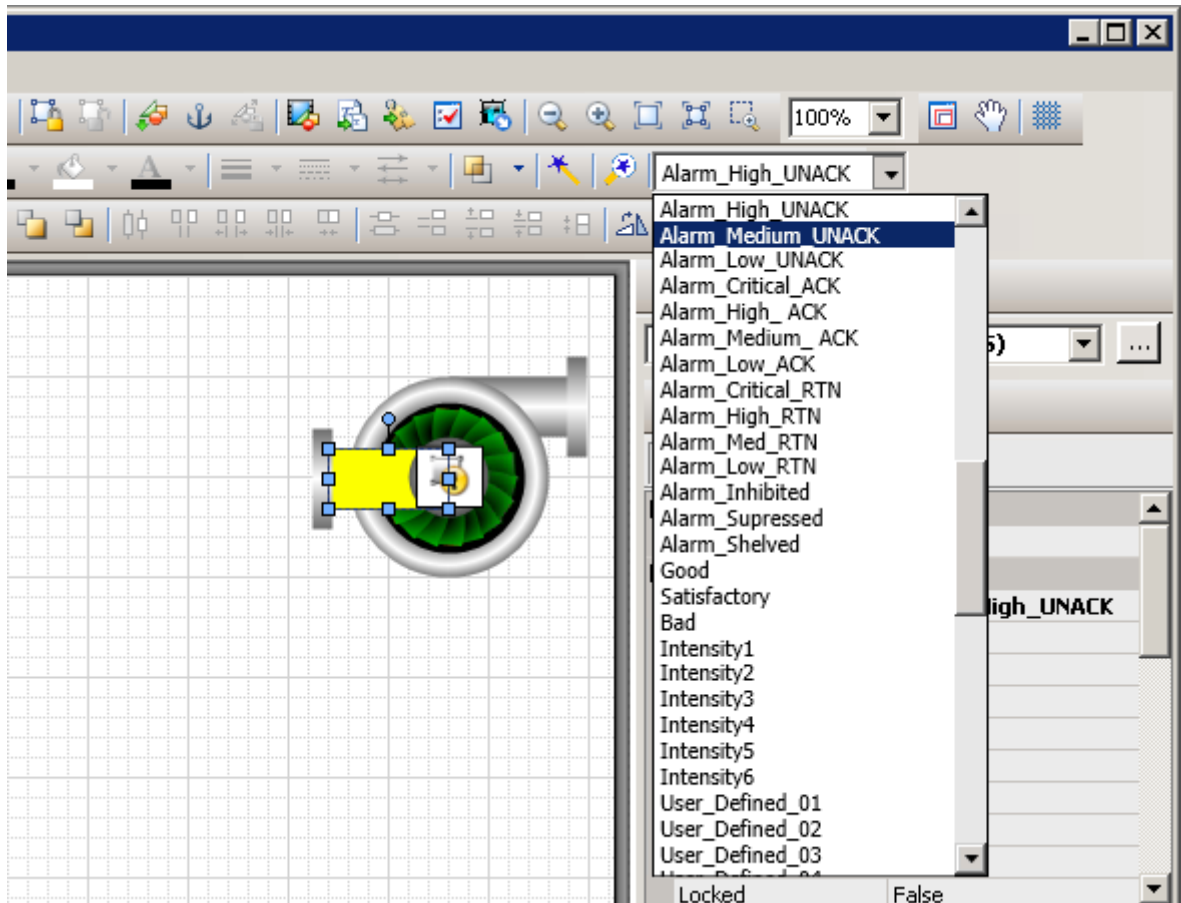 100%
Alarm_High_UNACK
Alarm_High_UNACK
Alarm_Medium_UNACK
Alarm_Low_UNACK
Alarm_Critical_ACK
Alarm_High_ ACK
Alarm_Medium_ ACK
Alarm_Low_ACK
Alarm_Critical_RTN
Alarm_High_RTN
Alarm_Med_RTN
Alarm_Low_RTN
Alarm_Inhibited
Alarm_Supressed
Alarm_Shelved
Good
Satisfactory
Bad
Intensity1
Intensity2
Intensity3
Intensity4
Intensity5
Intensity6
User_Defined_01
User_Defined_02
User_Defined_03
...
igh_UNACK
Locked False